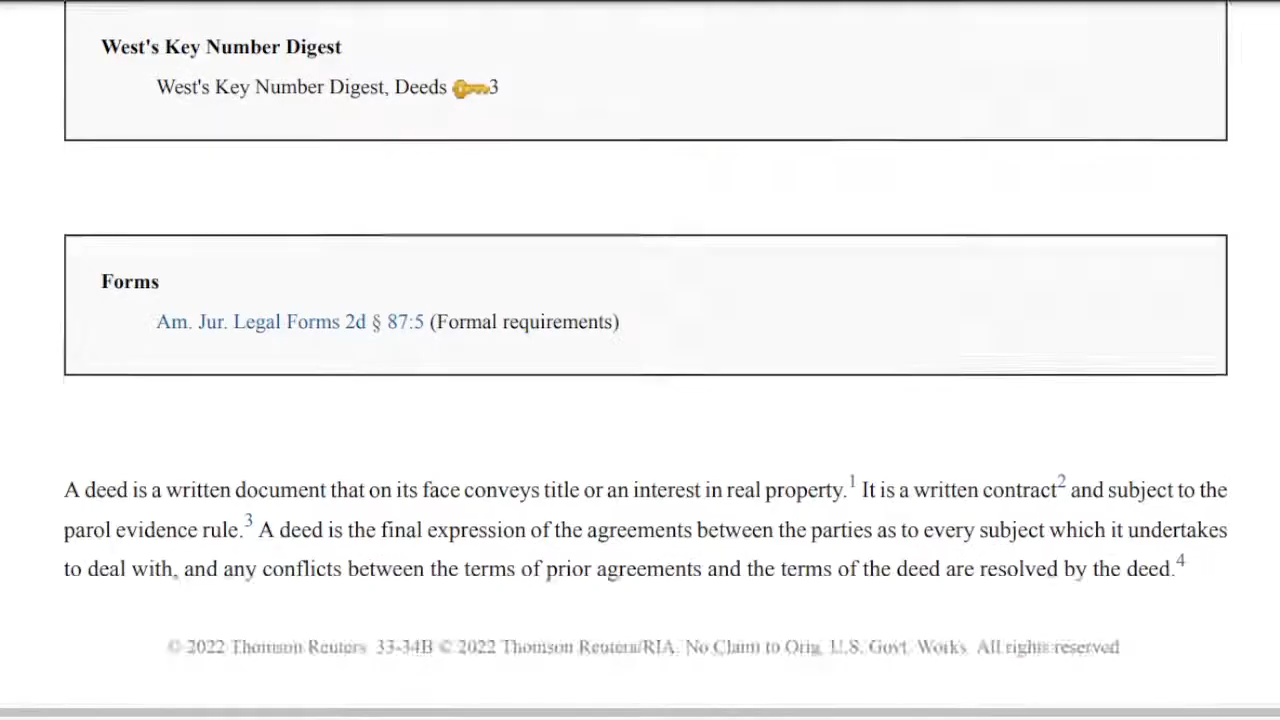 West's Key Number Digest
West's Key Number Digest, Deeds 3
Forms
Am. Jur. Legal Forms 2d § 87:5 (Formal requirements)
A deed is a written document that on its face conveys title or an interest in real property.1 It is a written contract2 and subject to the
parol evidence rule.3 A deed is the final expression of the agreements between the parties as to every subject which it undertakes
to deal with, and any conflicts between the terms of prior agreements and the terms of the deed are resolved by the deed.4
© 2022 Thomson Reuters. 33-34B © 2022 Thomson Reuters/RIA. No Claim to Orig. U.S. Govt. Works. All rights reserved